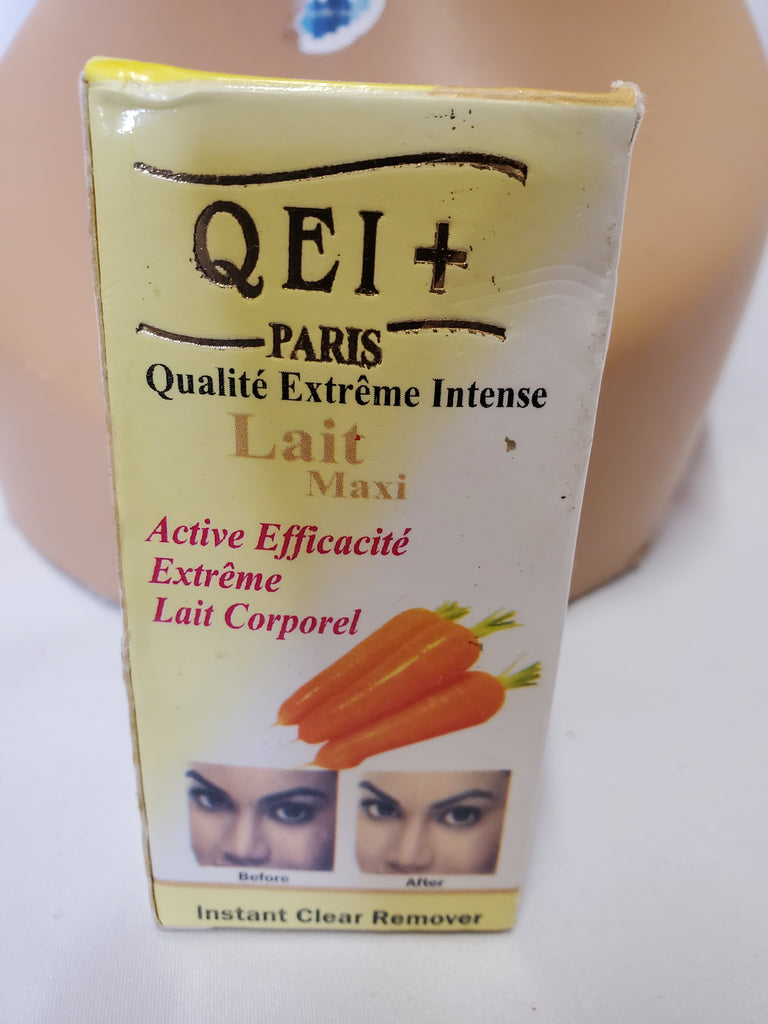 QEI +
PARIS
Qualité Extrême Intense
Lait
Maxi
Active Efficacité
Extrême
Lait Corporel
Before
After
Instant Clear Remover